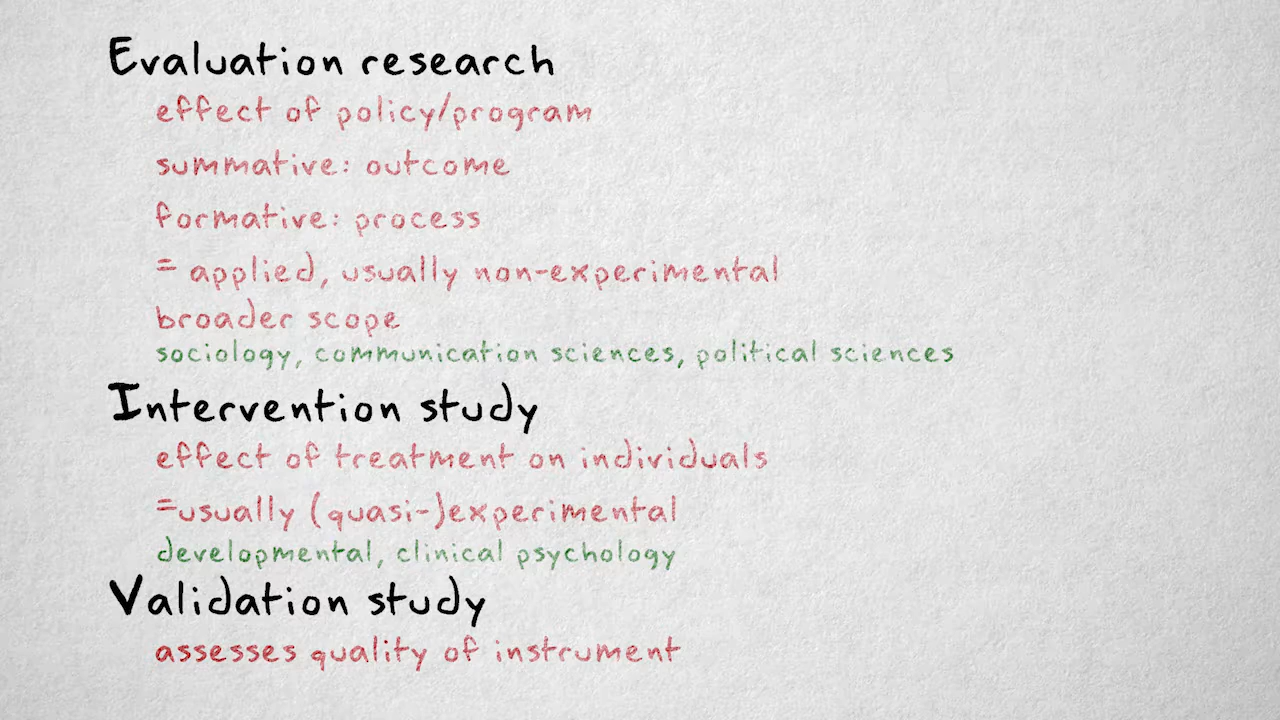 Evaluation research
effect of policy/program
summative: outcome
formative: process
= applied, usually non-experimental
broader scope
sociology, communication sciences, political sciences
Intervention study
effect of treatment on individuals
=usually (quasi-)experimental
developmental, clinical psychology
Validation study
assesses quality of instrument